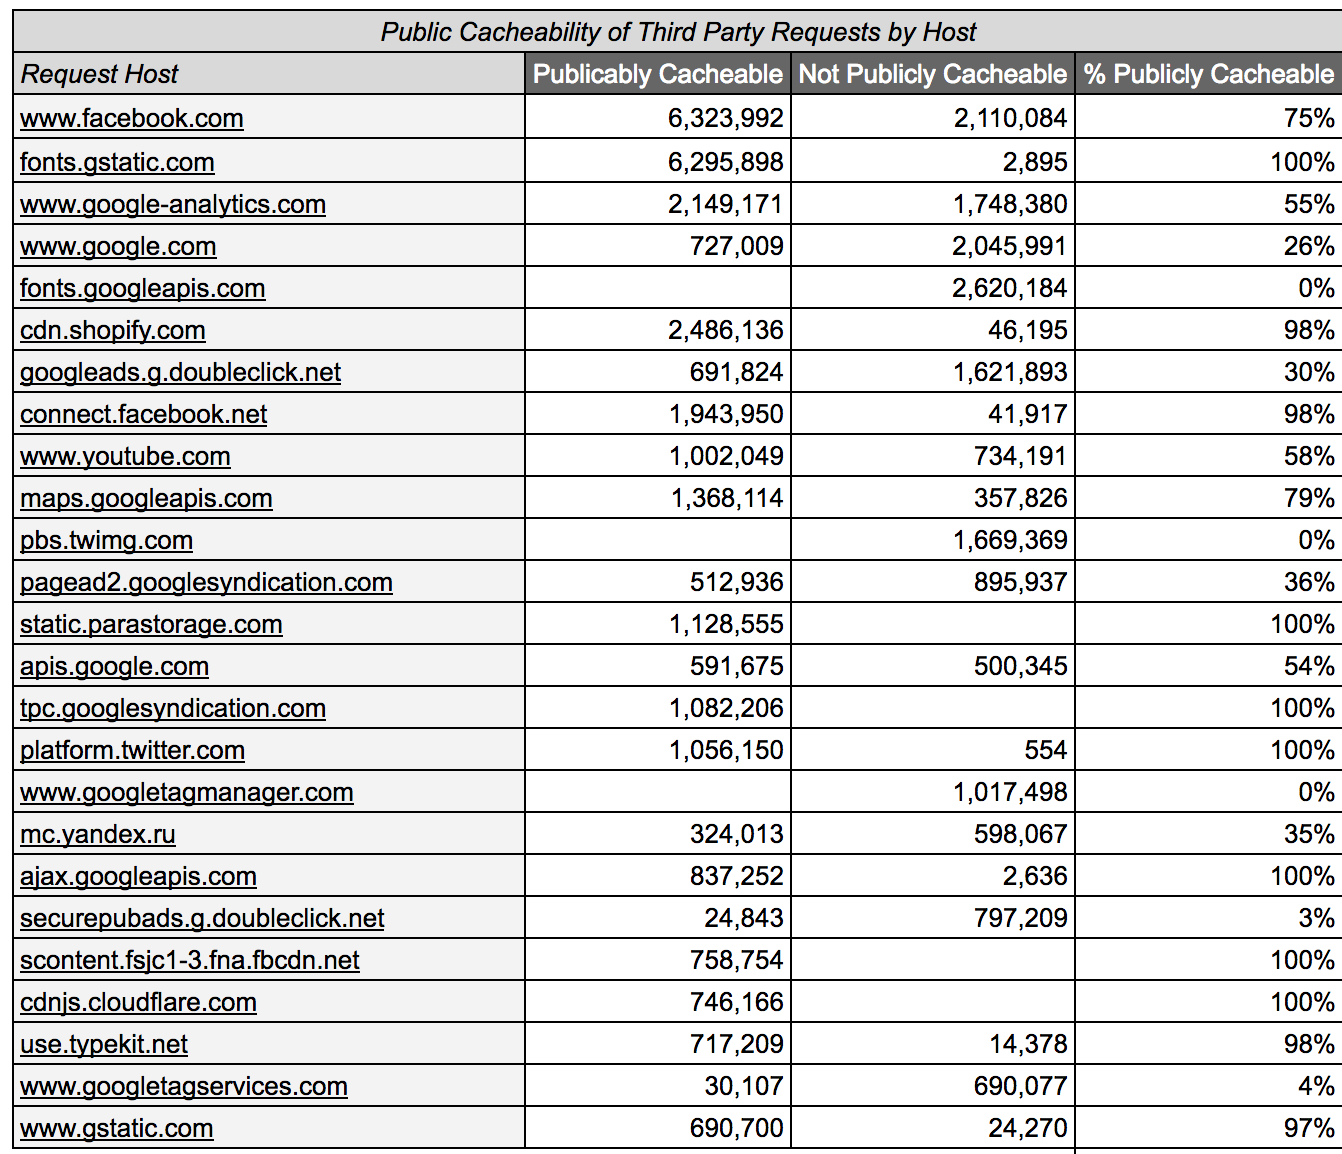 Public Cacheability of Third Party Requests by Host
Request Host Publicably Cacheable Not Publicly Cacheable % Publicly Cacheable
www.facebook.com 6,323,992 2,110,084 75%
fonts.gstatic.com 6,295,898 2,895 100%
www.google-analytics.com 2,149,171 1,748,380 55%
www.google.com 727,009 2,045,991 26%
fonts.googleapis.com 2,620,184 0%
cdn.shopify.com 2,486,136 46,195 98%
googleads.g.doubleclick.net 691,824 1,621,893 30%
connect.facebook.net 1,943,950 41,917 98%
www.youtube.com 1,002,049 734,191 58%
maps.googleapis.com 1,368,114 357,826 79%
pbs.twimg.com 1,669,369 0%
pagead2.googlesyndication.com 512,936 895,937 36%
static.parastorage.com 1,128,555 100%
apis.google.com 591,675 500,345 54%
tpc.googlesyndication.com 1,082,206 100%
platform.twitter.com 1,056,150 554 100%
www.googletagmanager.com 1,017,498 0%
mc.yandex.ru 324,013 598,067 35%
ajax.googleapis.com 837,252 2,636 100%
securepubads.g.doubleclick.net 24,843 797,209 3%
scontent.fsjc1-3.fna.fbcdn.net 758,754 100%
cdnjs.cloudflare.com 746,166 100%
use.typekit.net 717,209 14,378 98%
www.googletagservices.com 30,107 690,077 4%
www.gstatic.com 690,700 24,270 97%